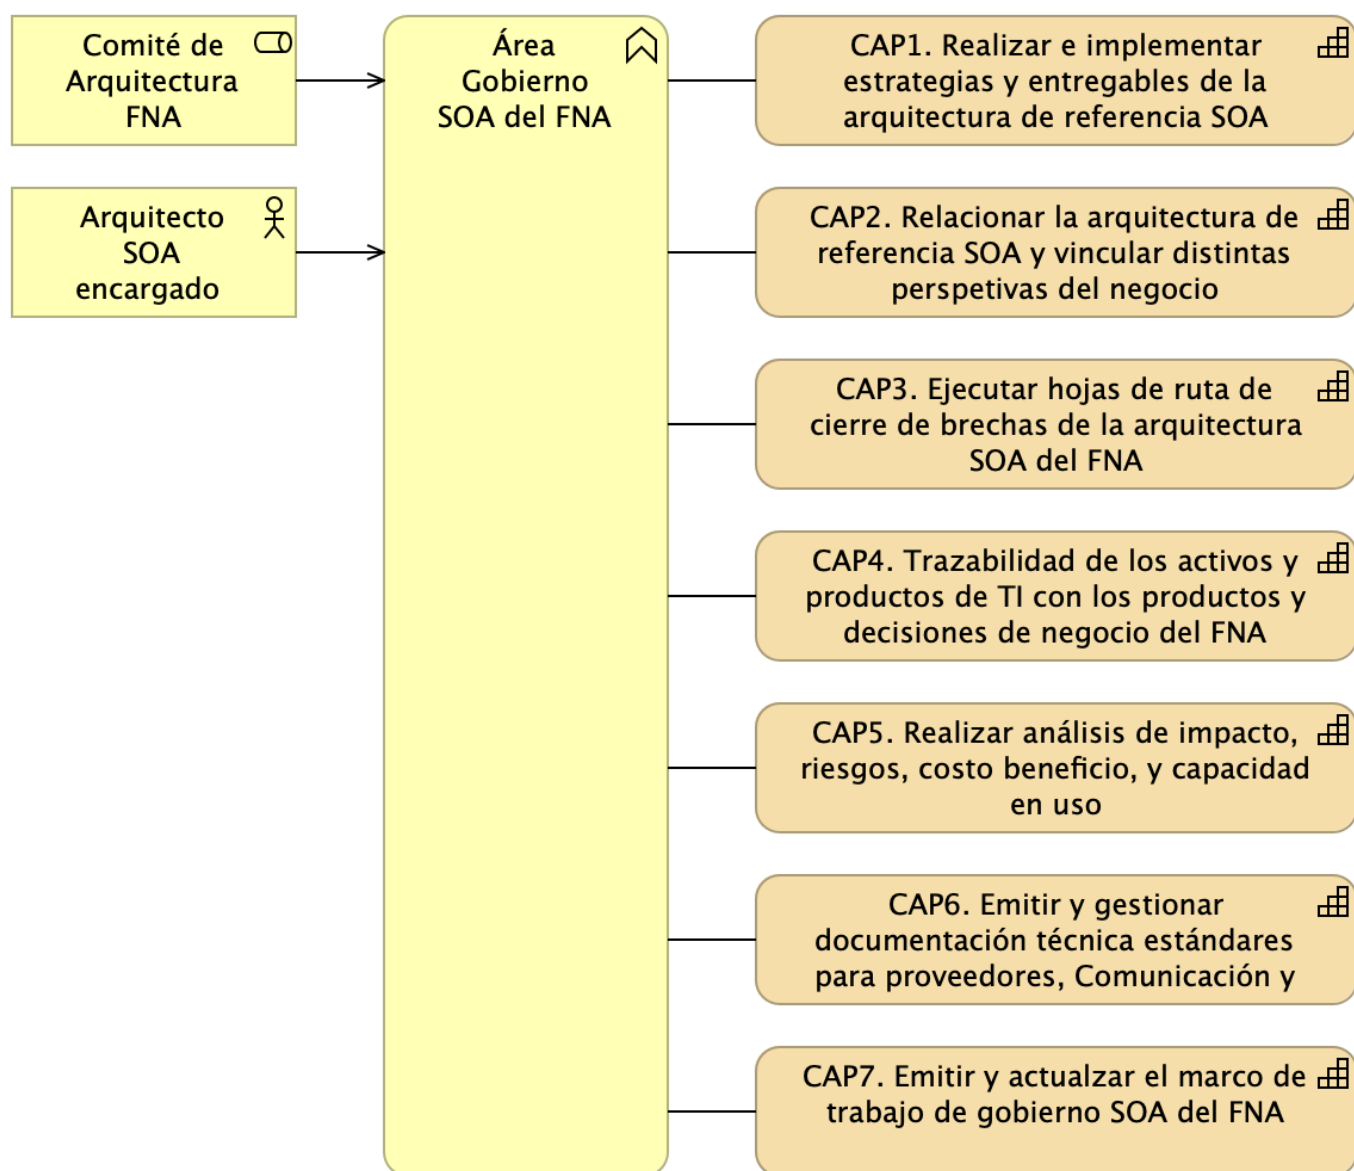 Comité de
Arquitectura
FNA
Arquitecto
SOA
encargado
Área
Gobierno
SOA del FNA
CAP1. Realizar e implementar
estrategias y entregables de la
arquitectura de referencia SOA
CAP2. Relacionar la arquitectura de
referencia SOA y vincular distintas
perspetivas del negocio
CAP3. Ejecutar hojas de ruta de
cierre de brechas de la arquitectura
SOA del FNA
CAP4. Trazabilidad de los activos y
productos de TI con los productos y
decisiones de negocio del FNA
CAP5. Realizar análisis de impacto,
riesgos, costo beneficio, y capacidad
en uso
CAP6. Emitir y gestionar
documentación técnica estándares
para proveedores, Comunicación y
CAP7. Emitir y actualzar el marco de
trabajo de gobierno SOA del FNA